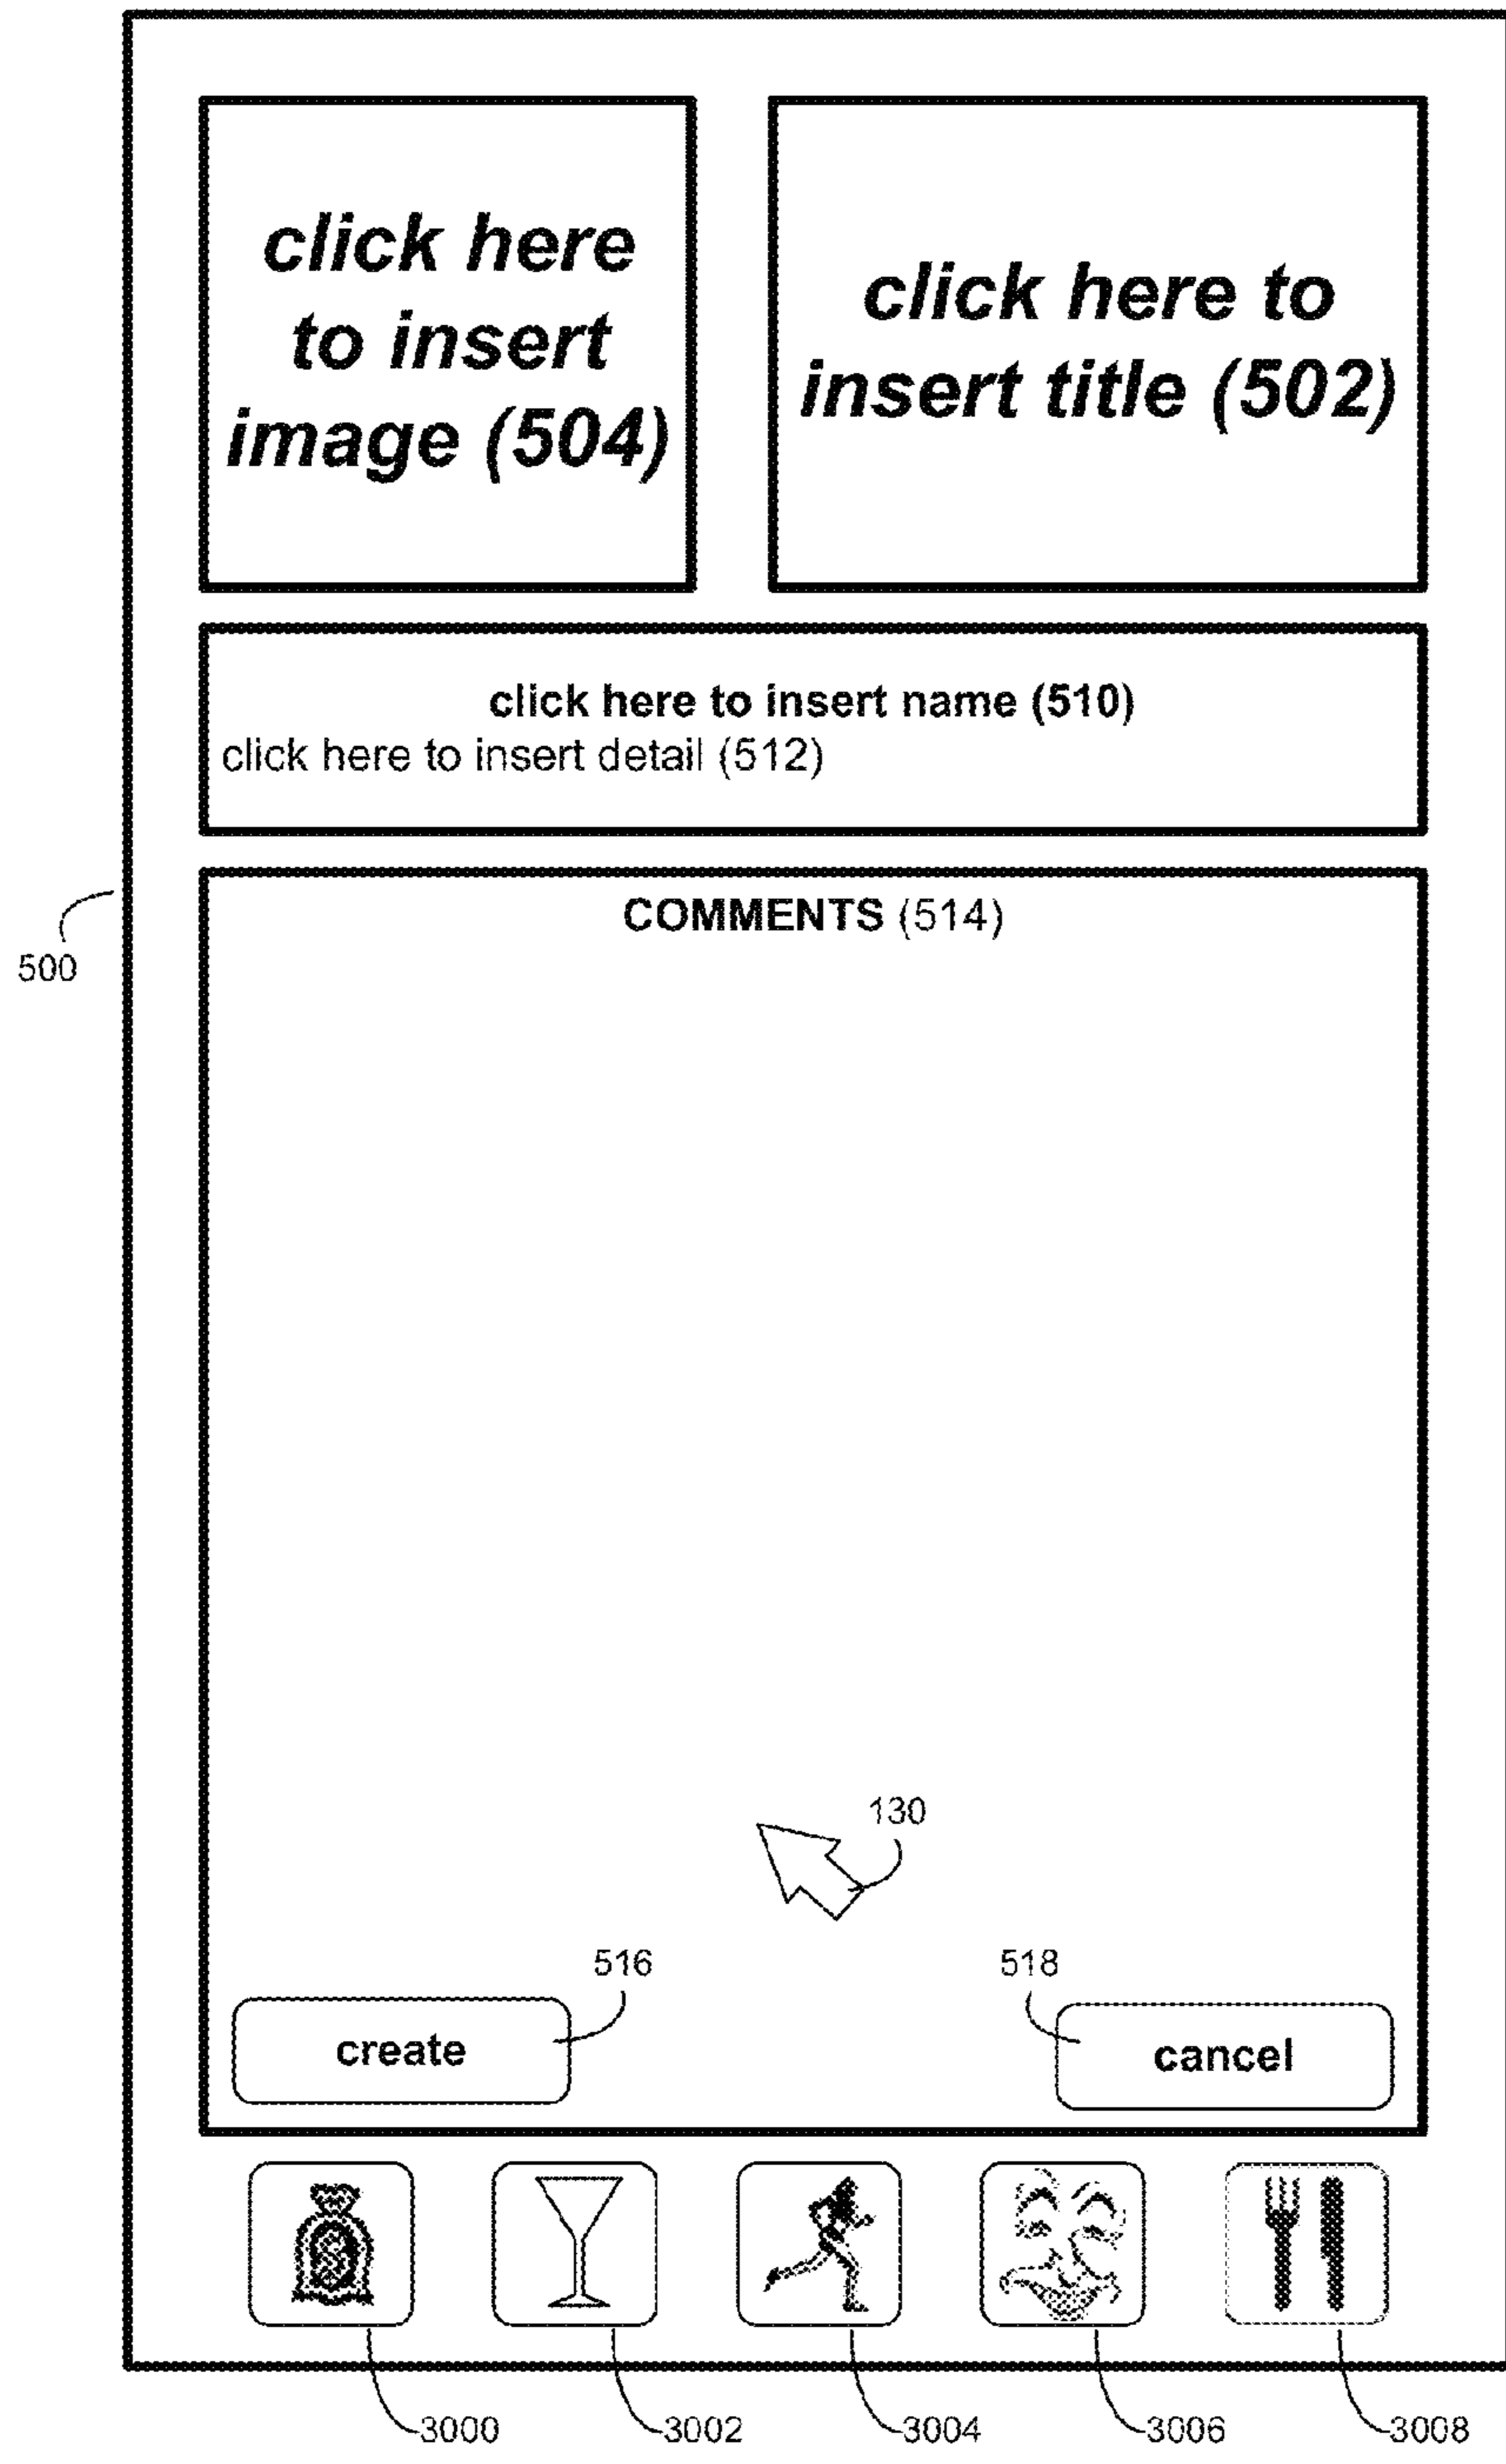 click here
to insert
image (504)
click here to
insert title (502)
click here to insert name (510)
click here to insert detail (512)
COMMENTS (514)
500
130
516
518
create
cancel
3000
3002
3004
3006
3008